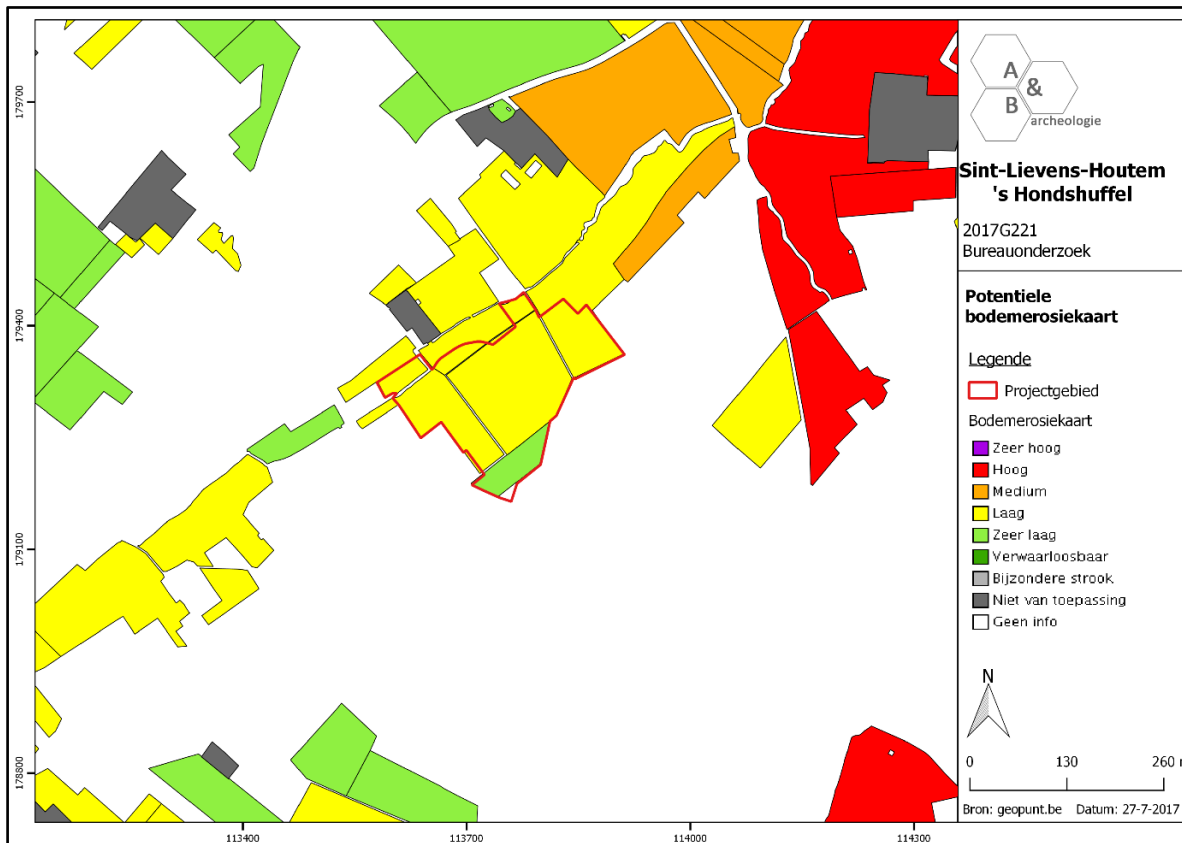 A
&
B
archeologie
Sint-Lievens-Houtem
's Hondshuffel
2017G221
Bureauonderzoek
Potentiele
bodemerosiekaart
Legende
Projectgebied
Bodemerosiekaart
Zeer hoog
Hoog
Medium
Laag
Zeer laag
Verwaarloosbaar
Bijzondere strook
Niet van toepassing
Geen info
N
0 130 260 m
Bron: geopunt.be Datum: 27-7-2017
179700
179400
179100
178800
113400 113700 114000 114300